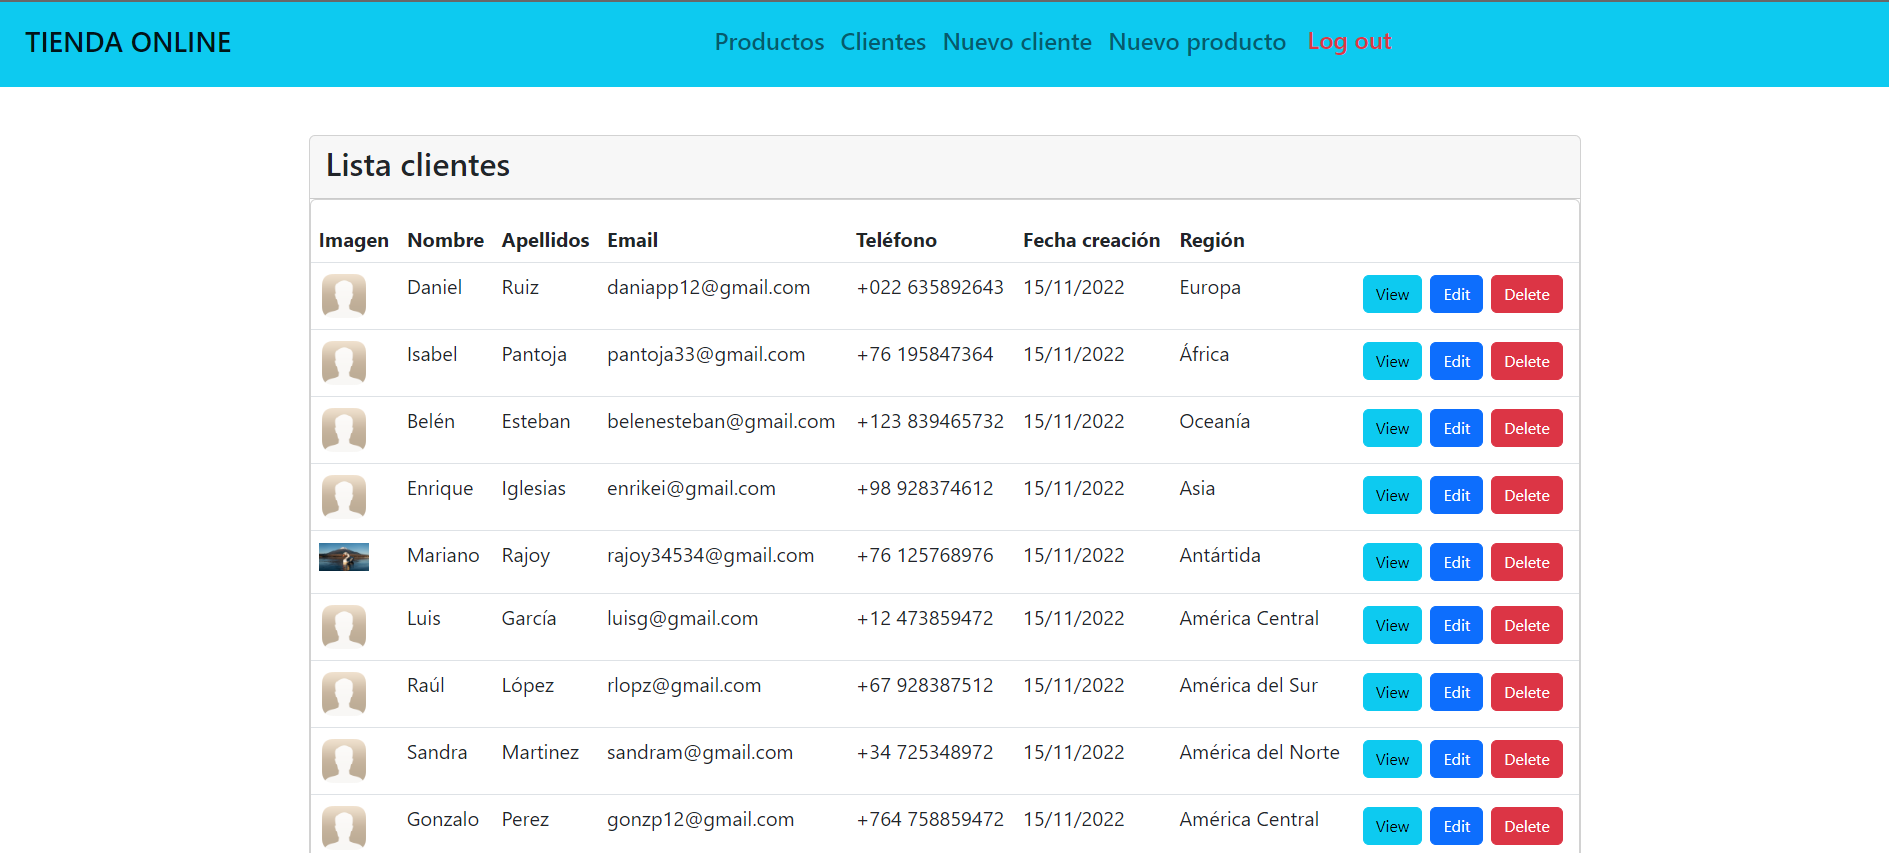 TIENDA ONLINE Productos Clientes Nuevo cliente Nuevo producto Log out
Lista clientes
Imagen Nombre Apellidos Email Teléfono Fecha creación Región
Daniel Ruiz daniapp12@gmail.com +022 635892643 15/11/2022 Europa View Edit Delete
Isabel Pantoja pantoja33@gmail.com +76 195847364 15/11/2022 África View Edit Delete
Belén Esteban belenesteban@gmail.com +123 839465732 15/11/2022 Oceanía View Edit Delete
Enrique Iglesias enrikei@gmail.com +98 928374612 15/11/2022 Asia View Edit Delete
Mariano Rajoy rajoy34534@gmail.com +76 125768976 15/11/2022 Antártida View Edit Delete
Luis García luisg@gmail.com +12 473859472 15/11/2022 América Central View Edit Delete
Raúl López rlopz@gmail.com +67 928387512 15/11/2022 América del Sur View Edit Delete
Sandra Martinez sandram@gmail.com +34 725348972 15/11/2022 América del Norte View Edit Delete
Gonzalo Perez gonzp12@gmail.com +764 758859472 15/11/2022 América Central View Edit Delete